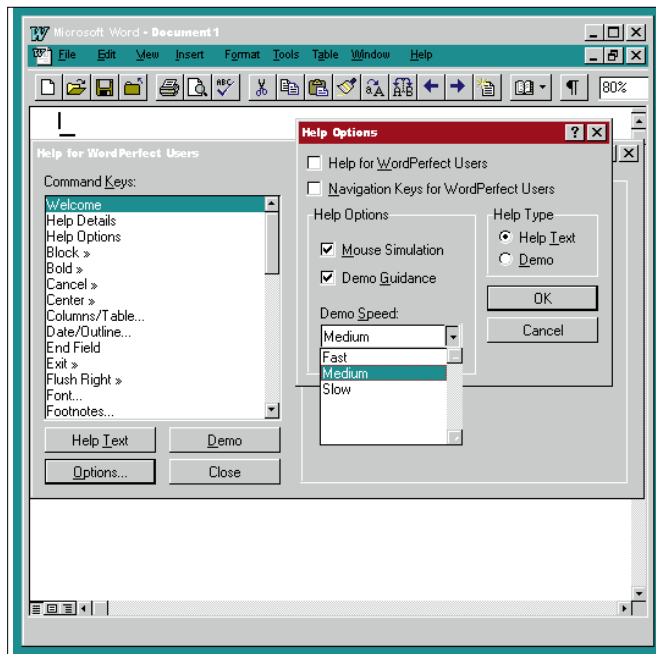 Microsoft Word - Document1
File Edit View Insert Format Tools Table Window Help
ABC
A
A-B
80%
Help for WordPerfect Users
Command Keys:
Welcome
Help Details
Help Options
Block »
Bold »
Cancel »
Center »
Columns/Table...
Date/Outline...
End Field
Exit »
Flush Right »
Font...
Footnotes...
Help Text Demo
Options... Close
Help Options
Help for WordPerfect Users
Navigation Keys for WordPerfect Users
Help Options
Mouse Simulation
Demo Guidance
Demo Speed:
Medium
Fast
Medium
Slow
Help Type
Help Text
Demo
OK
Cancel